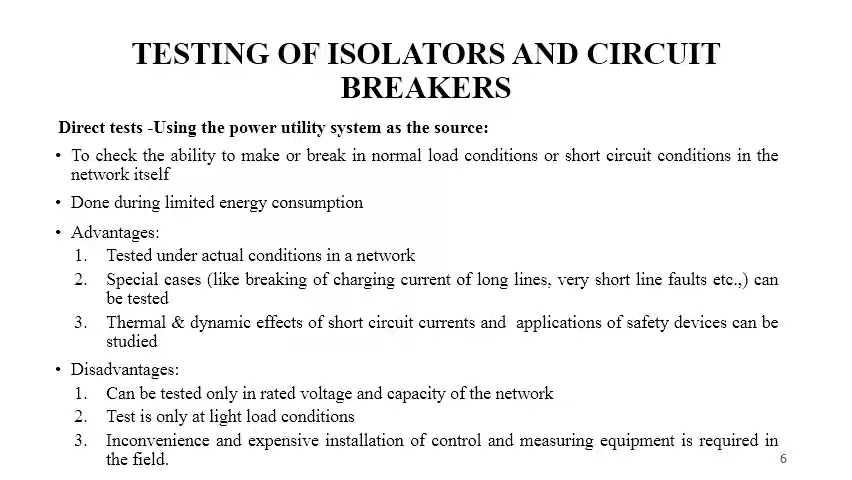 TESTING OF ISOLATORS AND CIRCUIT
BREAKERS
Direct tests -Using the power utility system as the source:
• To check the ability to make or break in normal load conditions or short circuit conditions in the
network itself
• Done during limited energy consumption
• Advantages:
1. Tested under actual conditions in a network
2. Special cases (like breaking of charging current of long lines, very short line faults etc.,) can
be tested
3. Thermal & dynamic effects of short circuit currents and applications of safety devices can be
studied
• Disadvantages:
1. Can be tested only in rated voltage and capacity of the network
2. Test is only at light load conditions
3. Inconvenience and expensive installation of control and measuring equipment is required in
the field.
6